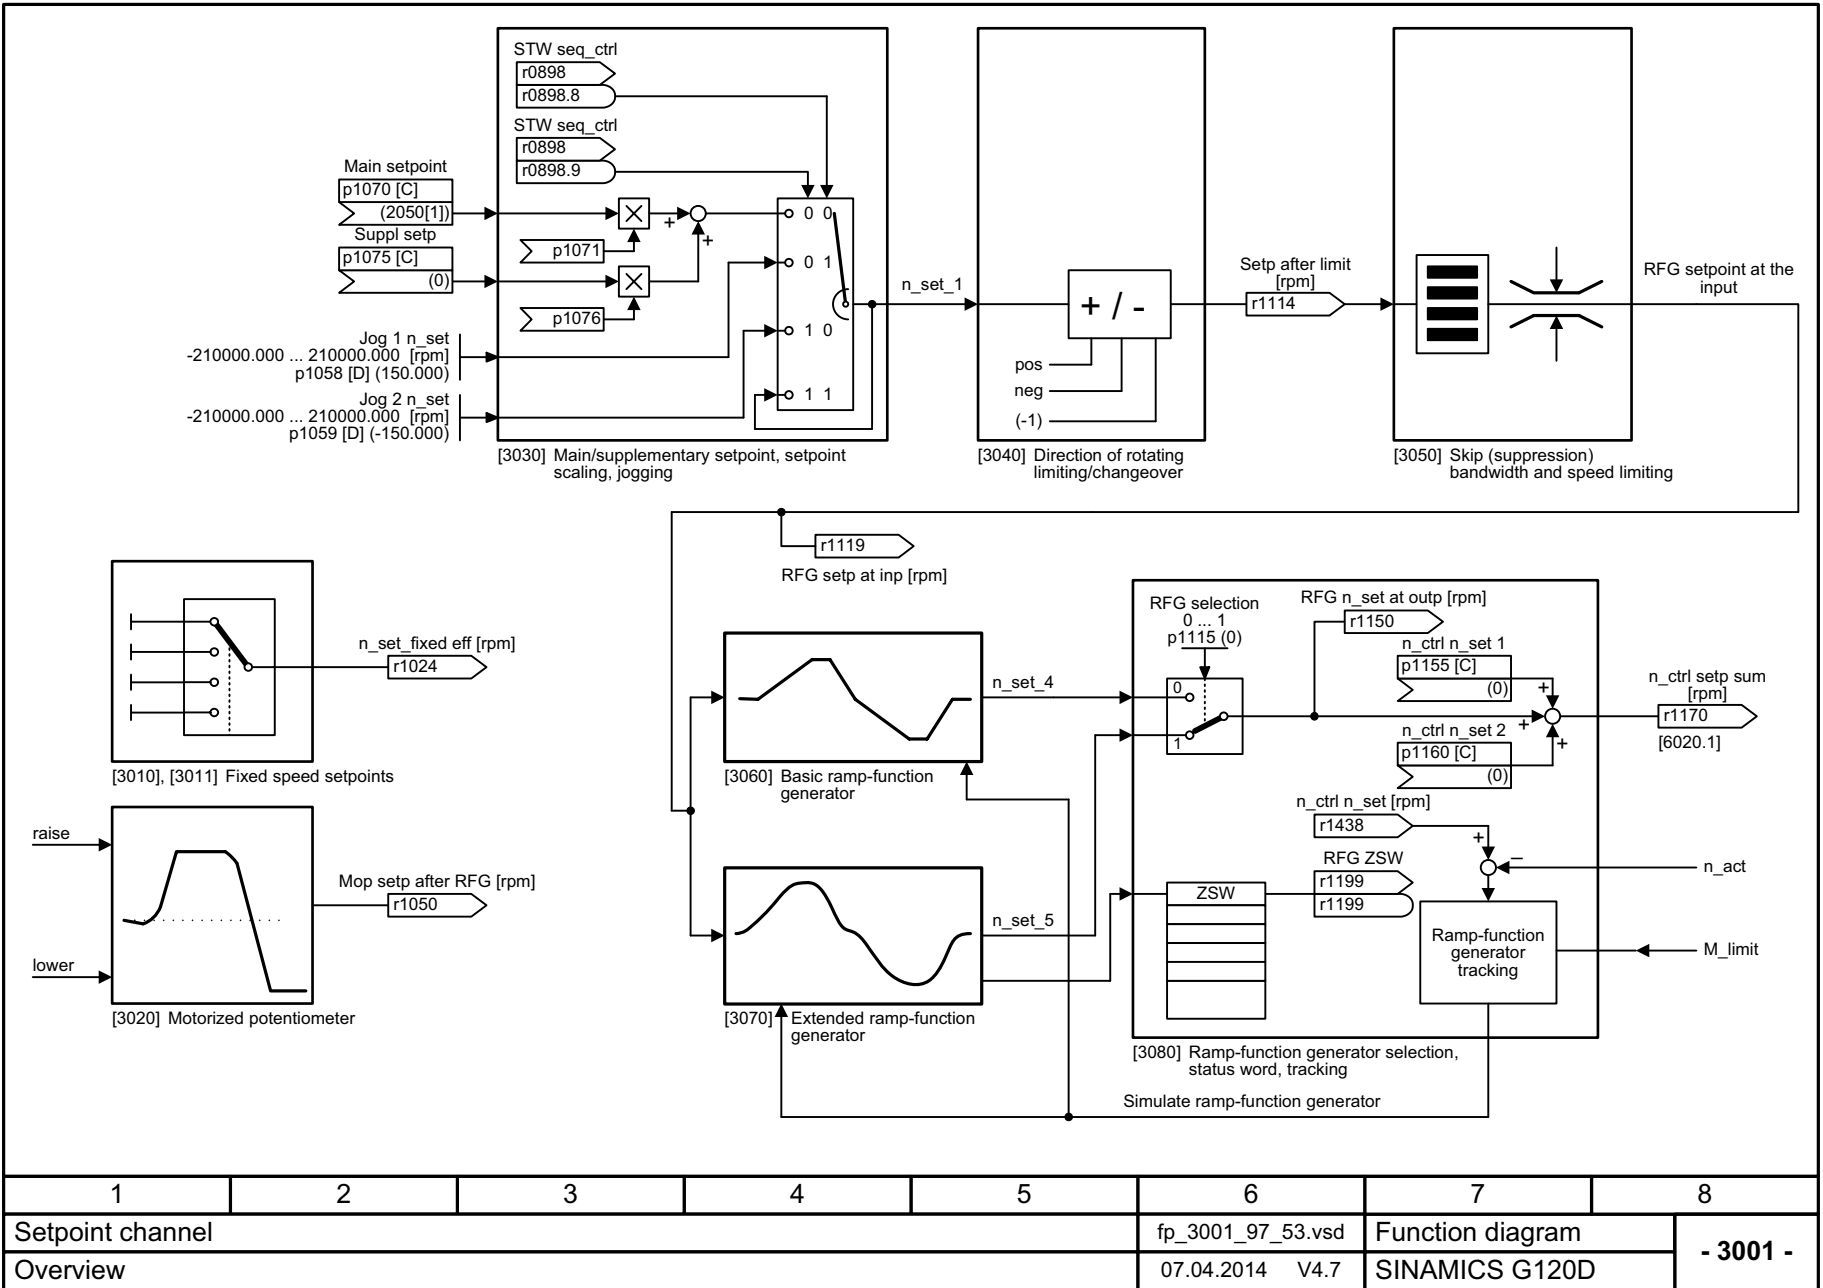 STW seq_ctrl
r0898
r0898.8
STW seq_ctrl
r0898
r0898.9
Main setpoint
p1070 [C]
(2050[1])
Suppl setp
p1075 [C]
(0)
p1071
p1076
+
+
0 0
0 1
1 0
1 1
Jog 1 n_set
-210000.000 ... 210000.000 [rpm]
p1058 [D] (150.000)
Jog 2 n_set
-210000.000 ... 210000.000 [rpm]
p1059 [D] (-150.000)
[3030] Main/supplementary setpoint, setpoint
scaling, jogging
n_set_1
+ / -
pos
neg
(-1)
[3040] Direction of rotating
limiting/changeover
Setp after limit
[rpm]
r1114
[3050] Skip (suppression)
bandwidth and speed limiting
RFG setpoint at the
input
r1119
RFG setp at inp [rpm]
n_set_fixed eff [rpm]
r1024
[3010], [3011] Fixed speed setpoints
raise
lower
Mop setp after RFG [rpm]
r1050
[3020] Motorized potentiometer
[3060] Basic ramp-function
generator
n_set_4
[3070] Extended ramp-function
generator
n_set_5
RFG selection
0 ... 1
p1115 (0)
0
1
RFG n_set at outp [rpm]
r1150
n_ctrl n_set 1
p1155 [C]
(0)
+
+
n_ctrl n_set 2
p1160 [C]
(0)
+
n_ctrl setp sum
[rpm]
r1170
[6020.1]
n_ctrl n_set [rpm]
r1438
+
–
n_act
RFG ZSW
r1199
r1199
ZSW
Ramp-function
generator
tracking
M_limit
[3080] Ramp-function generator selection,
status word, tracking
Simulate ramp-function generator
1 2 3 4 5 6 7 8
Setpoint channel
fp_3001_97_53.vsd
Function diagram
- 3001 -
Overview
07.04.2014 V4.7
SINAMICS G120D